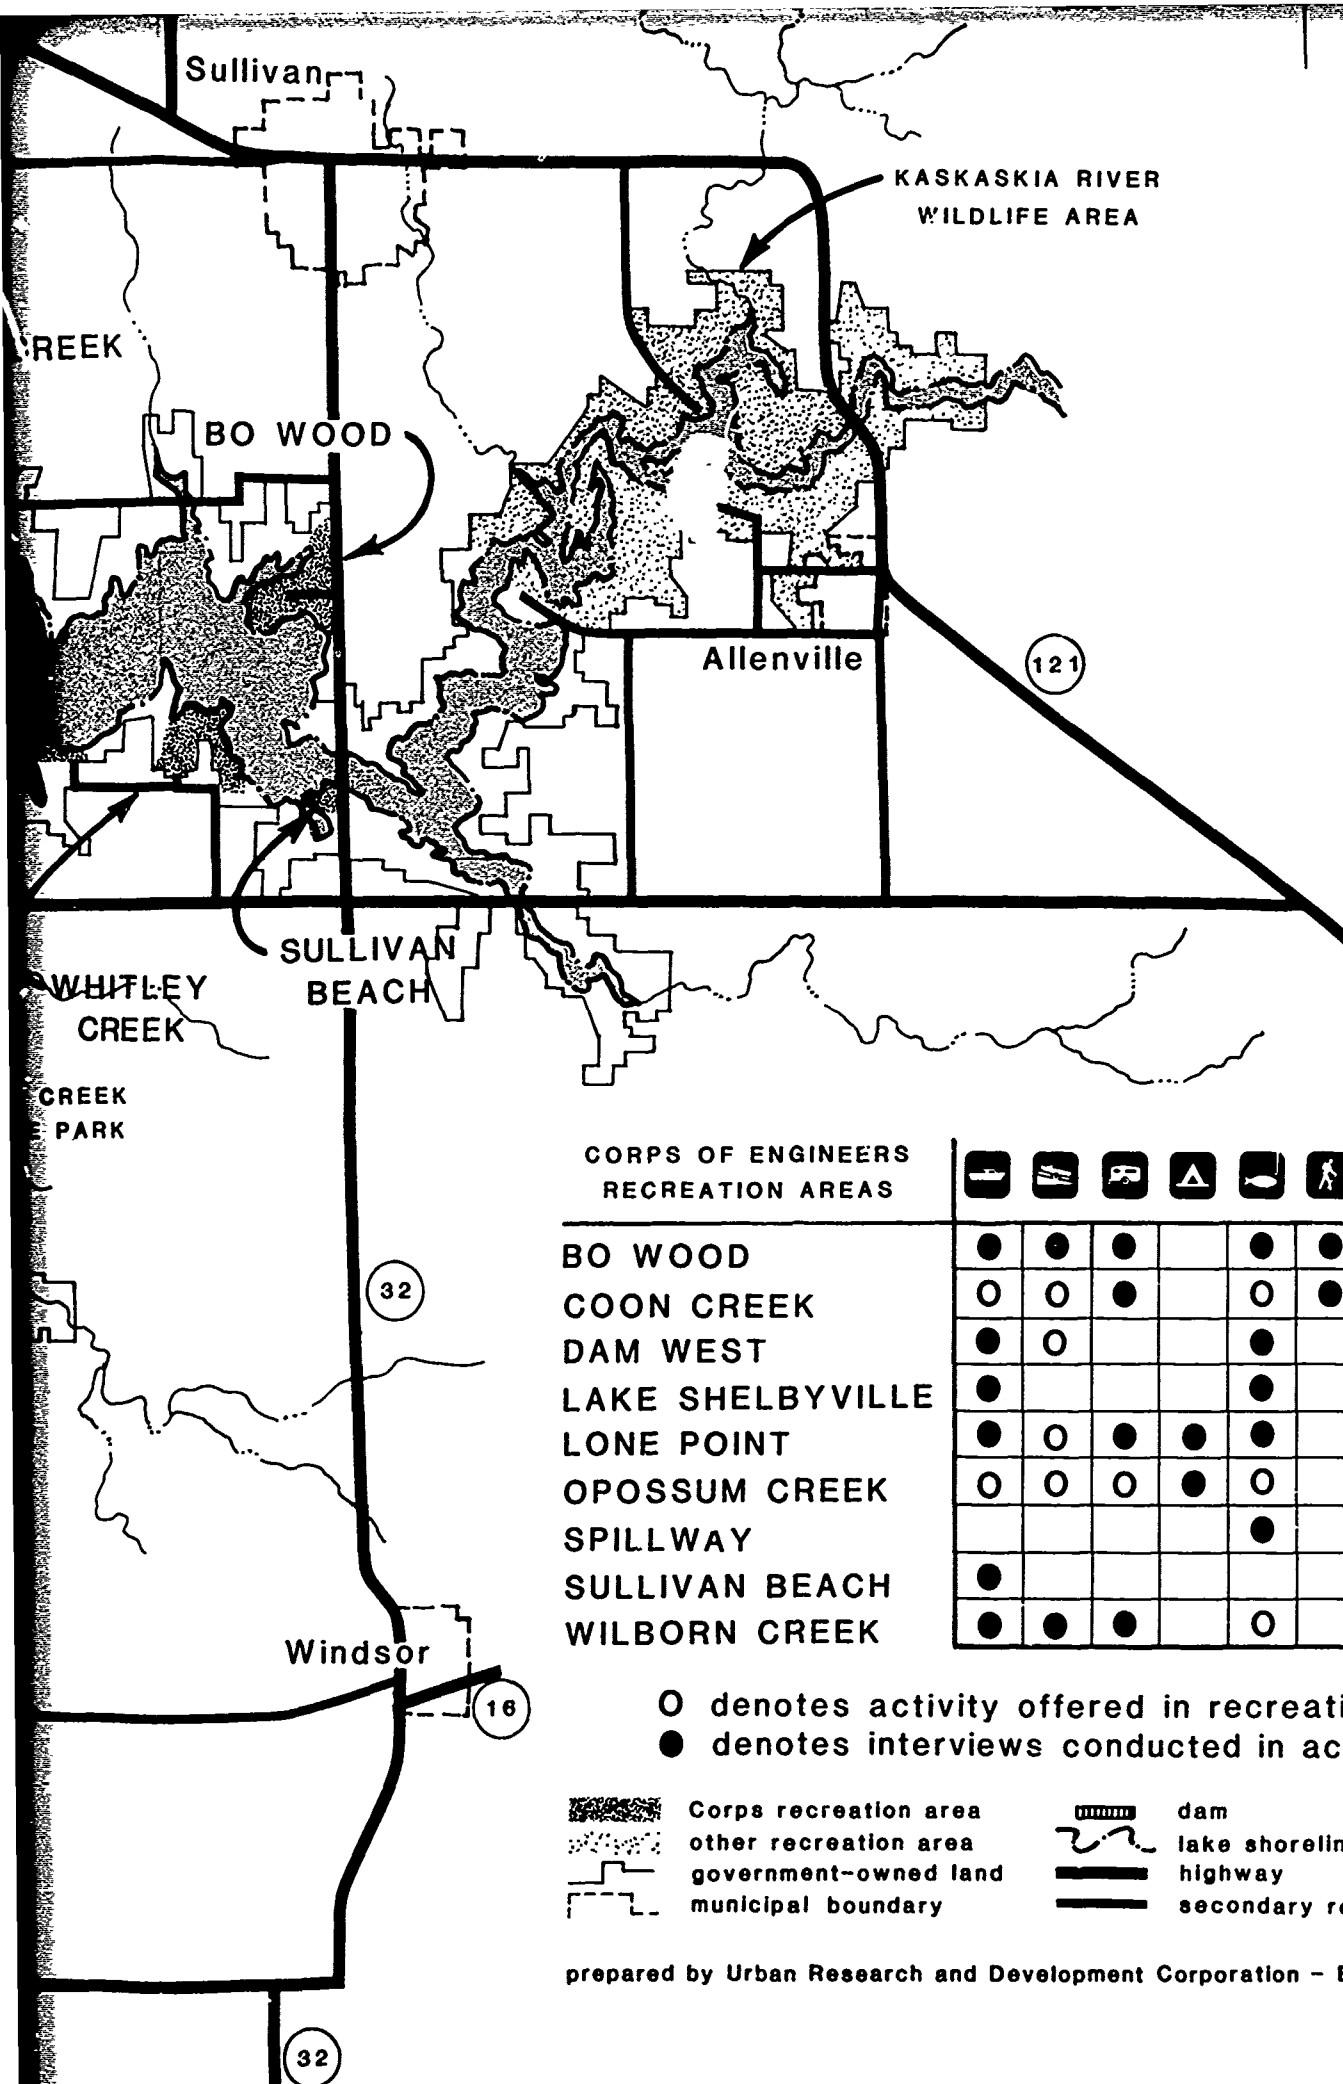 Sullivan
KASKASKIA RIVER
WILDLIFE AREA
REEK
BO WOOD
Allenville
121
SULLIVAN
BEACH
WHITLEY
CREEK
CREEK
PARK
CORPS OF ENGINEERS
RECREATION AREAS
BO WOOD
COON CREEK
32
DAM WEST
LAKE SHELBYVILLE
LONE POINT
OPOSSUM CREEK
SPILLWAY
SULLIVAN BEACH
WILBORN CREEK
Windsor
16
O denotes activity offered in recreati
● denotes interviews conducted in ac
Corps recreation area
dam
other recreation area
lake shorelin
government-owned land
highway
municipal boundary
secondary r
prepared by Urban Research and Development Corporation -
32